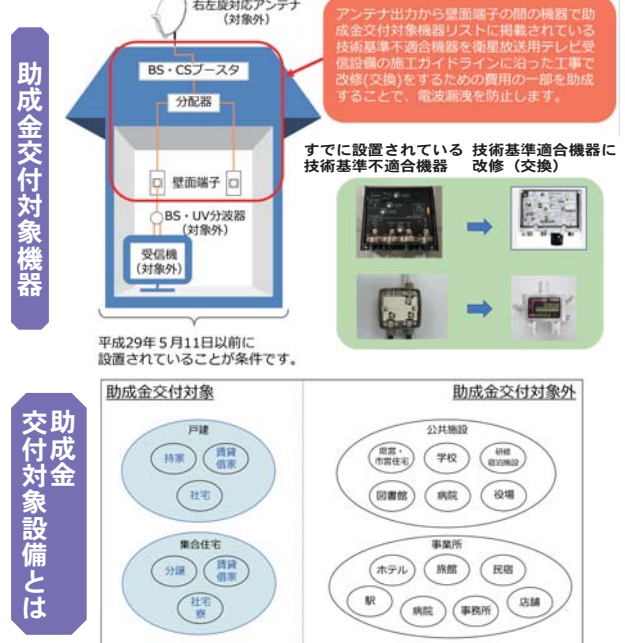 助成金交付対象機器
右左旋対応アンテナ
(対象外)
BS・CSブースタ
分配器
壁面端子
BS・UV分波器
(対象外)
受信機
(対象外)
平成29年5月11日以前に
設置されていることが条件です。
アンテナ出力から壁面端子の間の機器で助
成金交付対象機器リストに掲載されている
技術基準不適合機器を衛星放送用テレビ受
信設備の施工ガイドラインに沿った工事で
改修(交換)をするための費用の一部を助成
することで、電波漏洩を防止します。
すでに設置されている
技術基準不適合機器
技術基準適合機器に
改修（交換）
助成金
交付対象設備とは
助成金交付対象
戸建
持家
賃貸
借家
社宅
集合住宅
分譲
賃貸
借家
社宅
寮
助成金交付対象外
公共施設
県営・
市営住宅
学校
研修
宿泊施設
図書館
病院
役場
事業所
ホテル
旅館
民宿
駅
病院
事務所
店舗